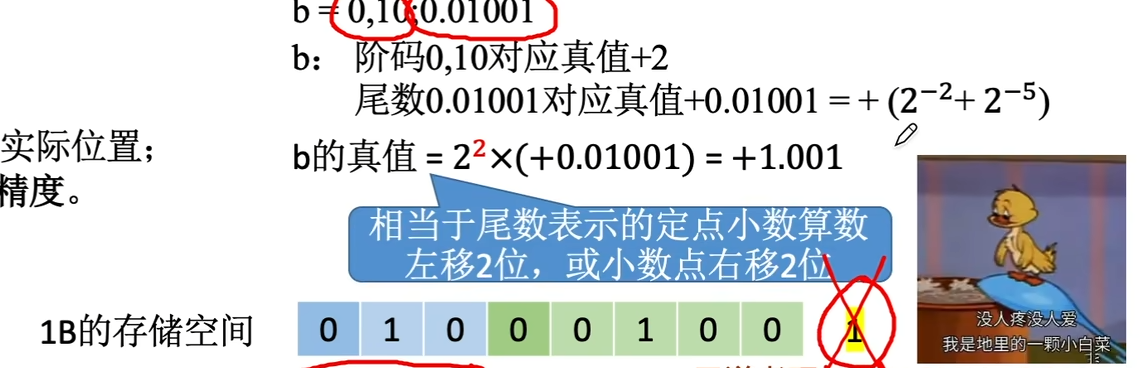 b = 0,10;0.01001
b： 阶码0,10对应真值+2
尾数0.01001对应真值+0.01001 = + (2⁻²+ 2⁻⁵)
实际位置；
b的真值 = 2²×(+0.01001) = +1.001
精度。
相当于尾数表示的定点小数算数
左移2位，或小数点右移2位
1B的存储空间 0 1 0 0 0 1 0 0 1
没人疼没人爱
我是地里的一颗小白菜